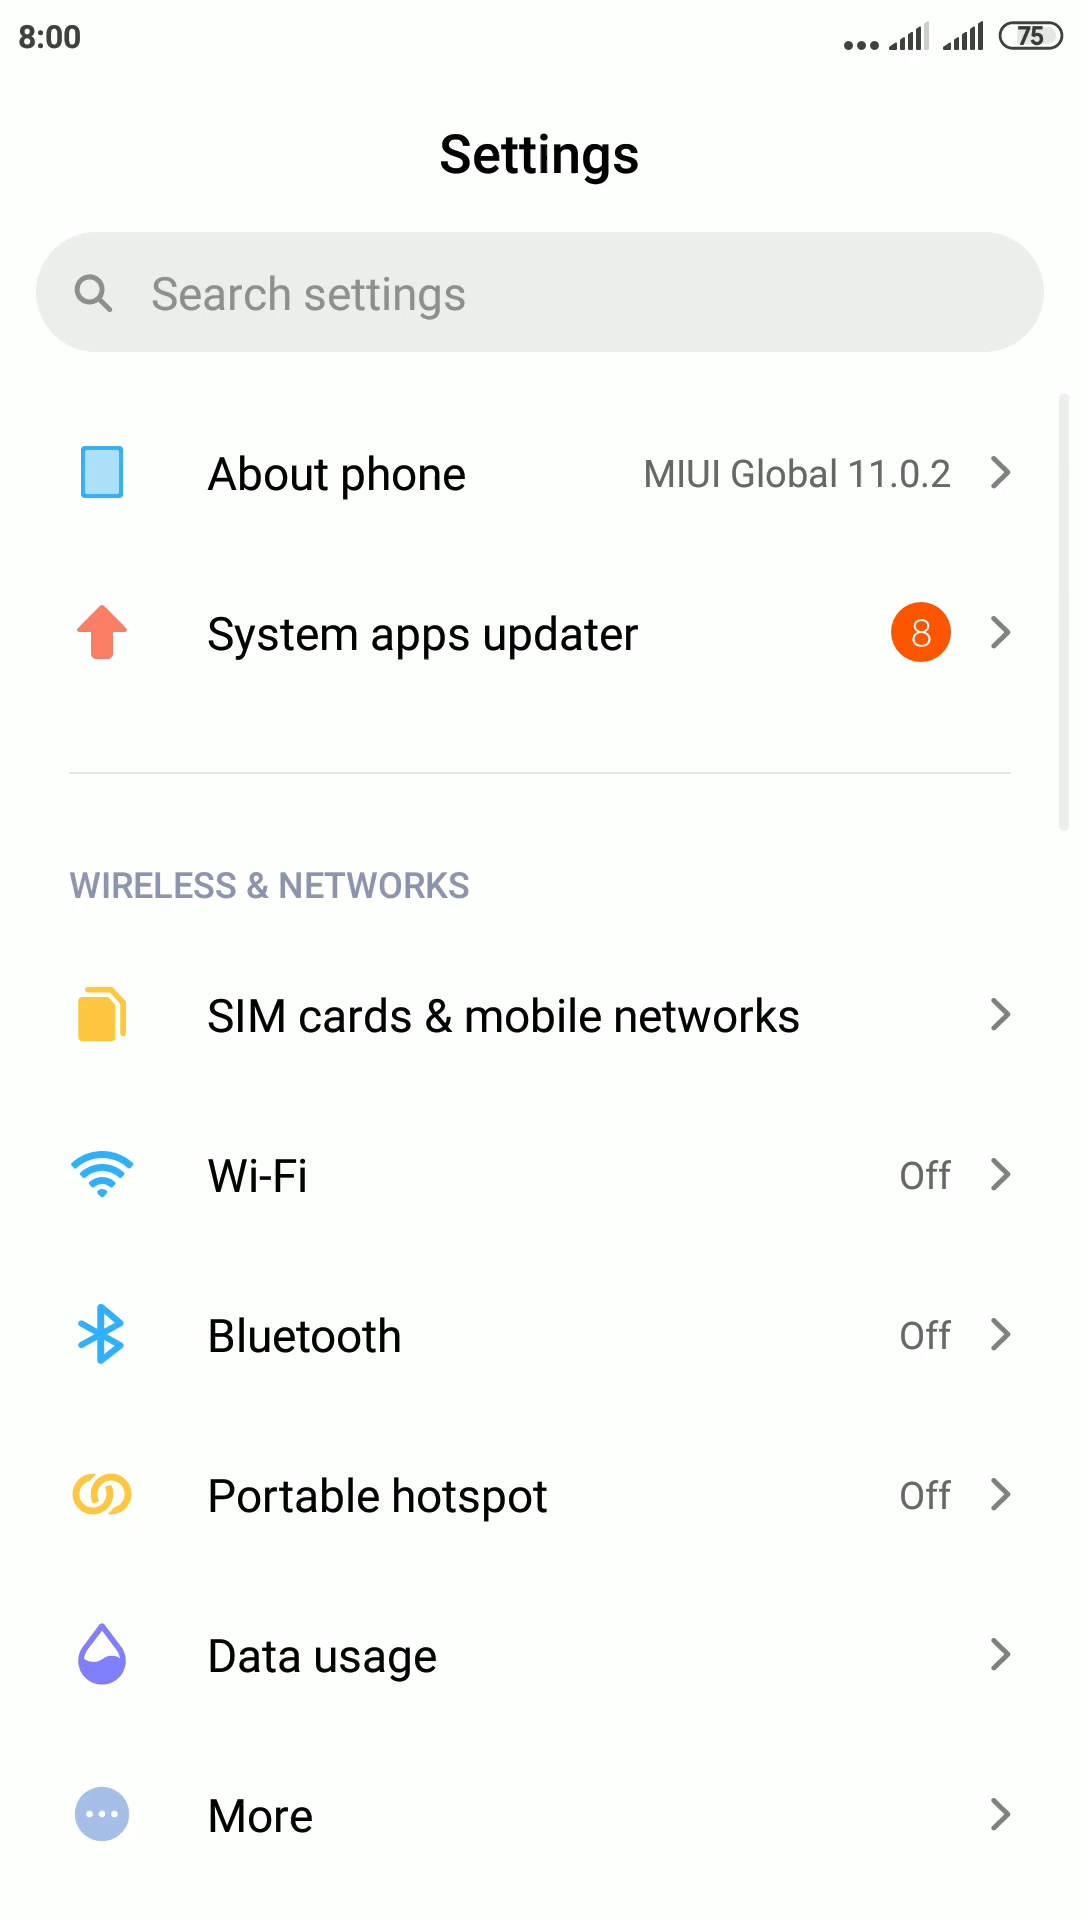 8:00
75
Settings
Search settings
About phone MIUI Global 11.0.2
System apps updater 8
WIRELESS & NETWORKS
SIM cards & mobile networks
Wi-Fi Off
Bluetooth Off
Portable hotspot Off
Data usage
More